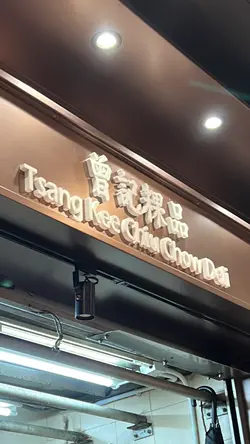 曾記粿品
Tsang Kee Chiu Chow Deli